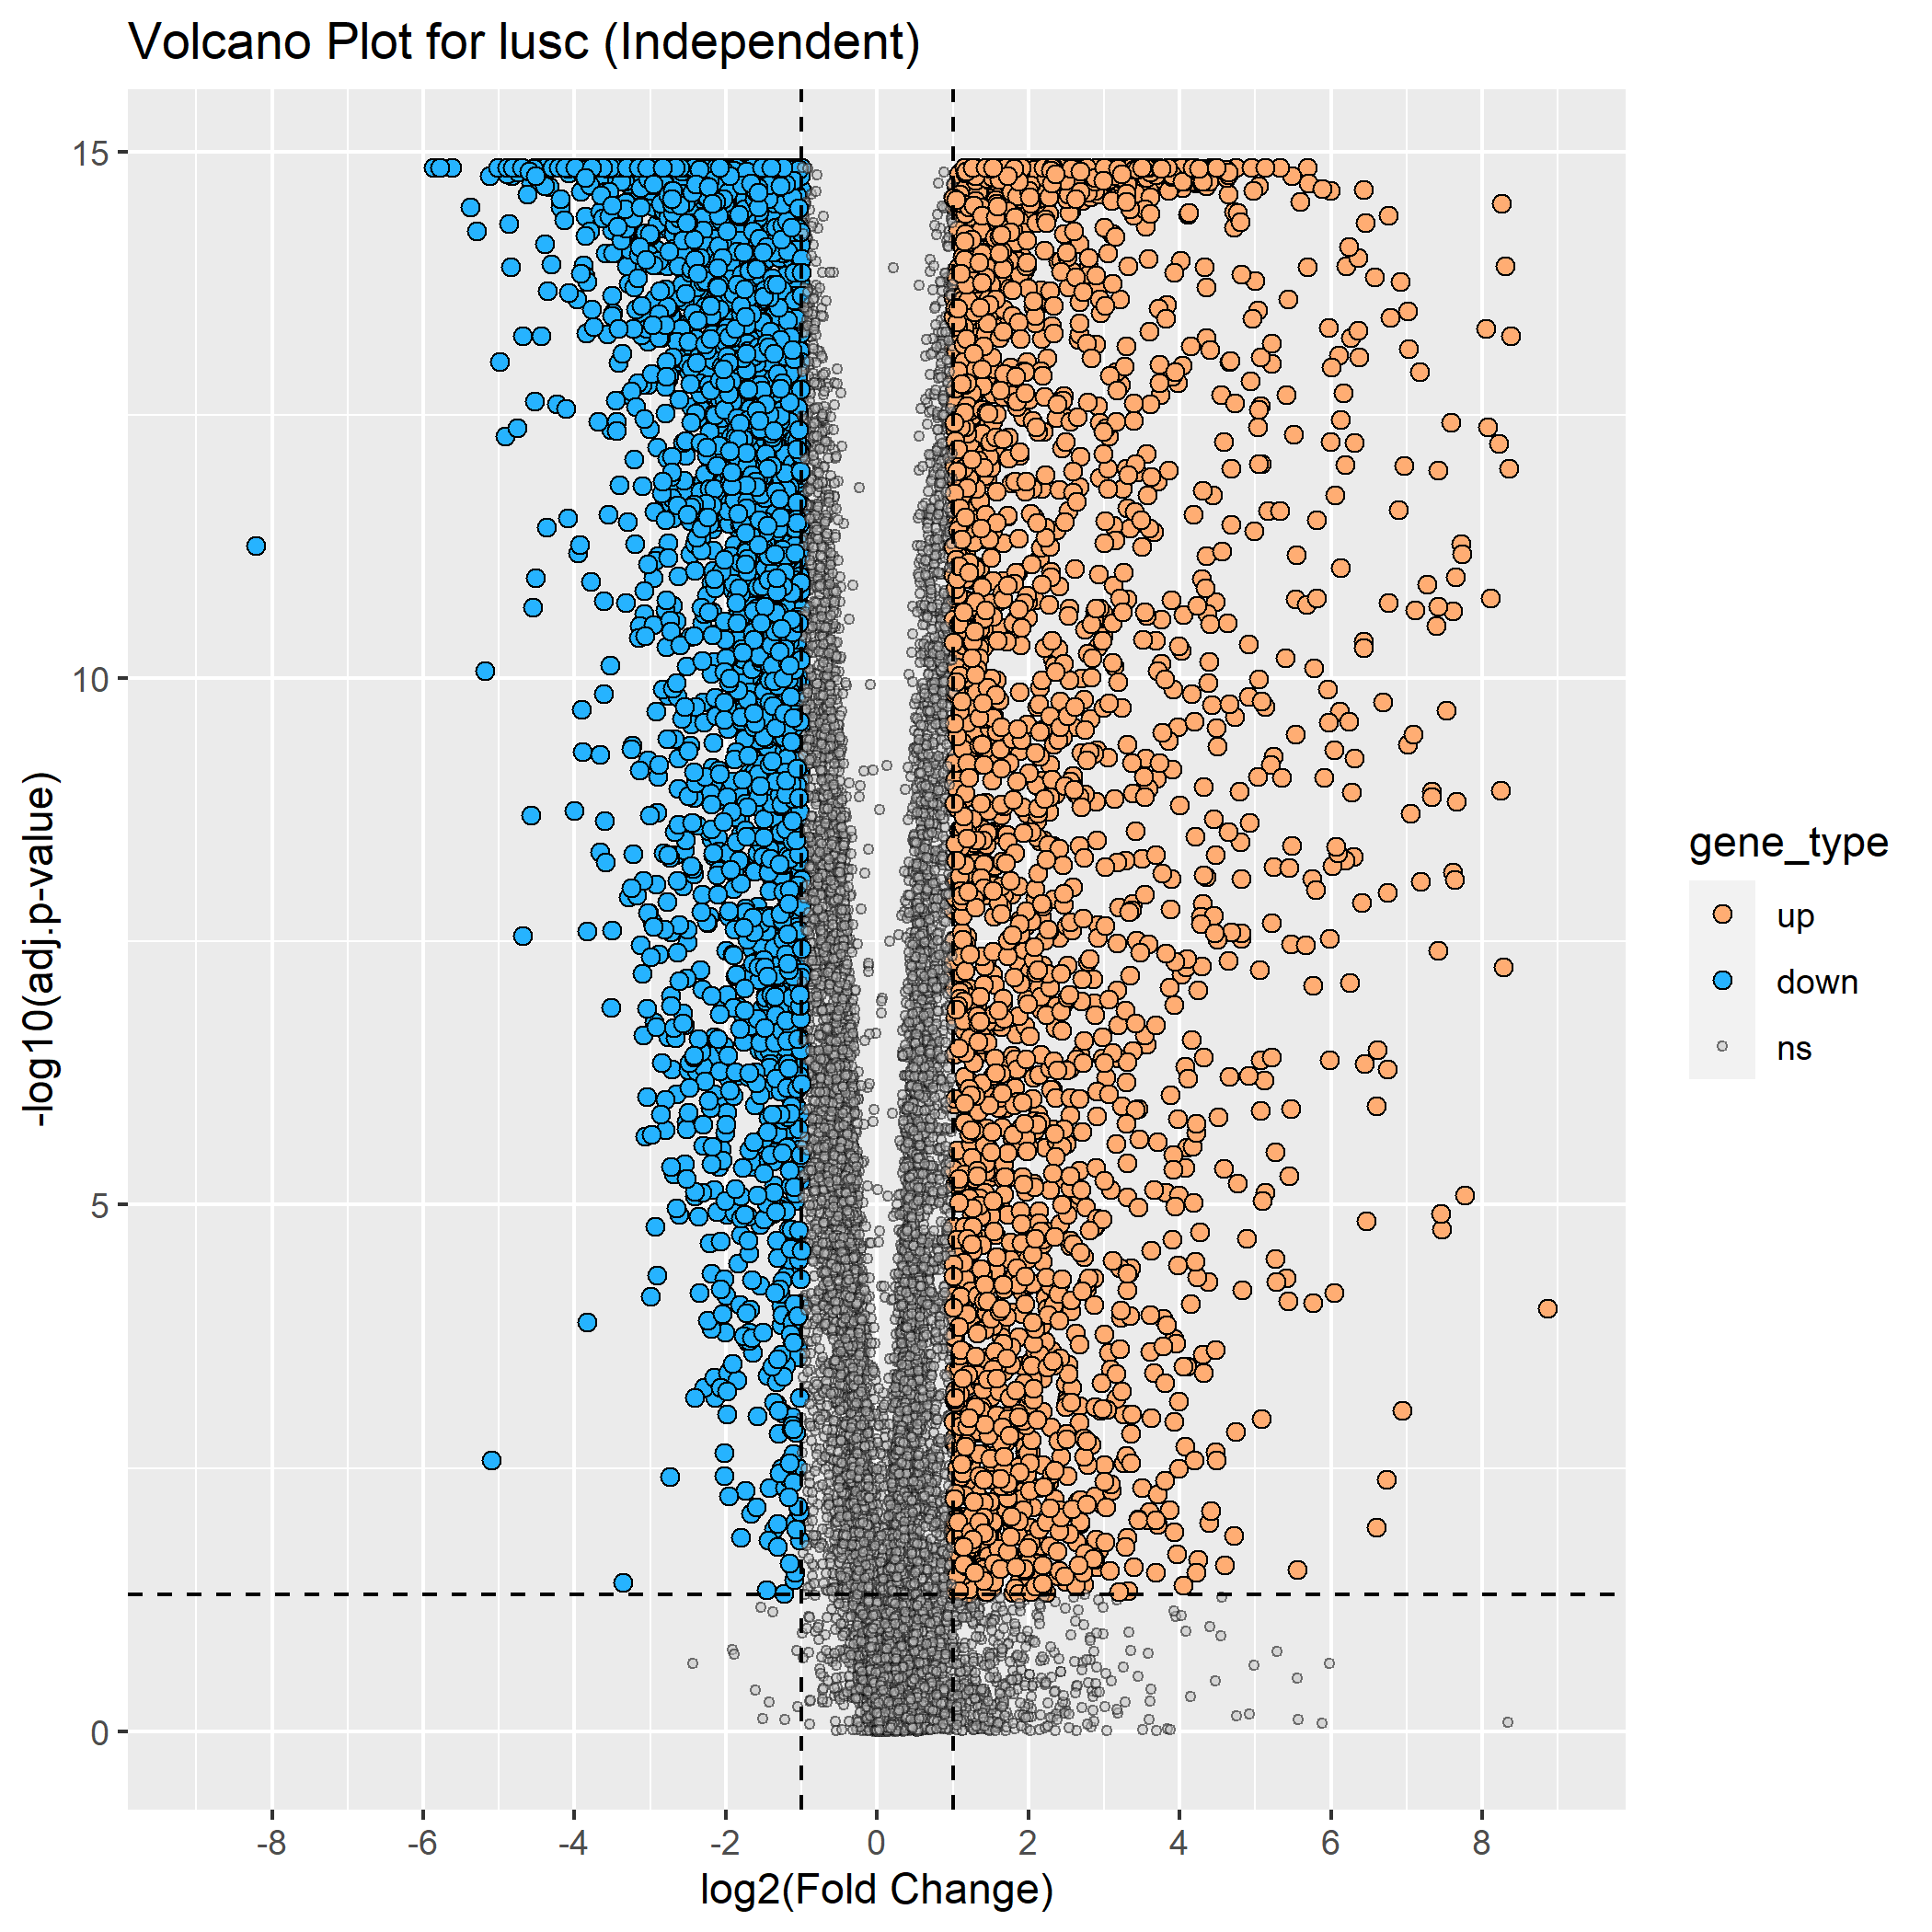 Volcano Plot for lusc (Independent)
-log10(adj.p-value)
15
10
5
0
-8 -6 -4 -2 0 2 4 6 8
log2(Fold Change)
gene_type
up
down
ns